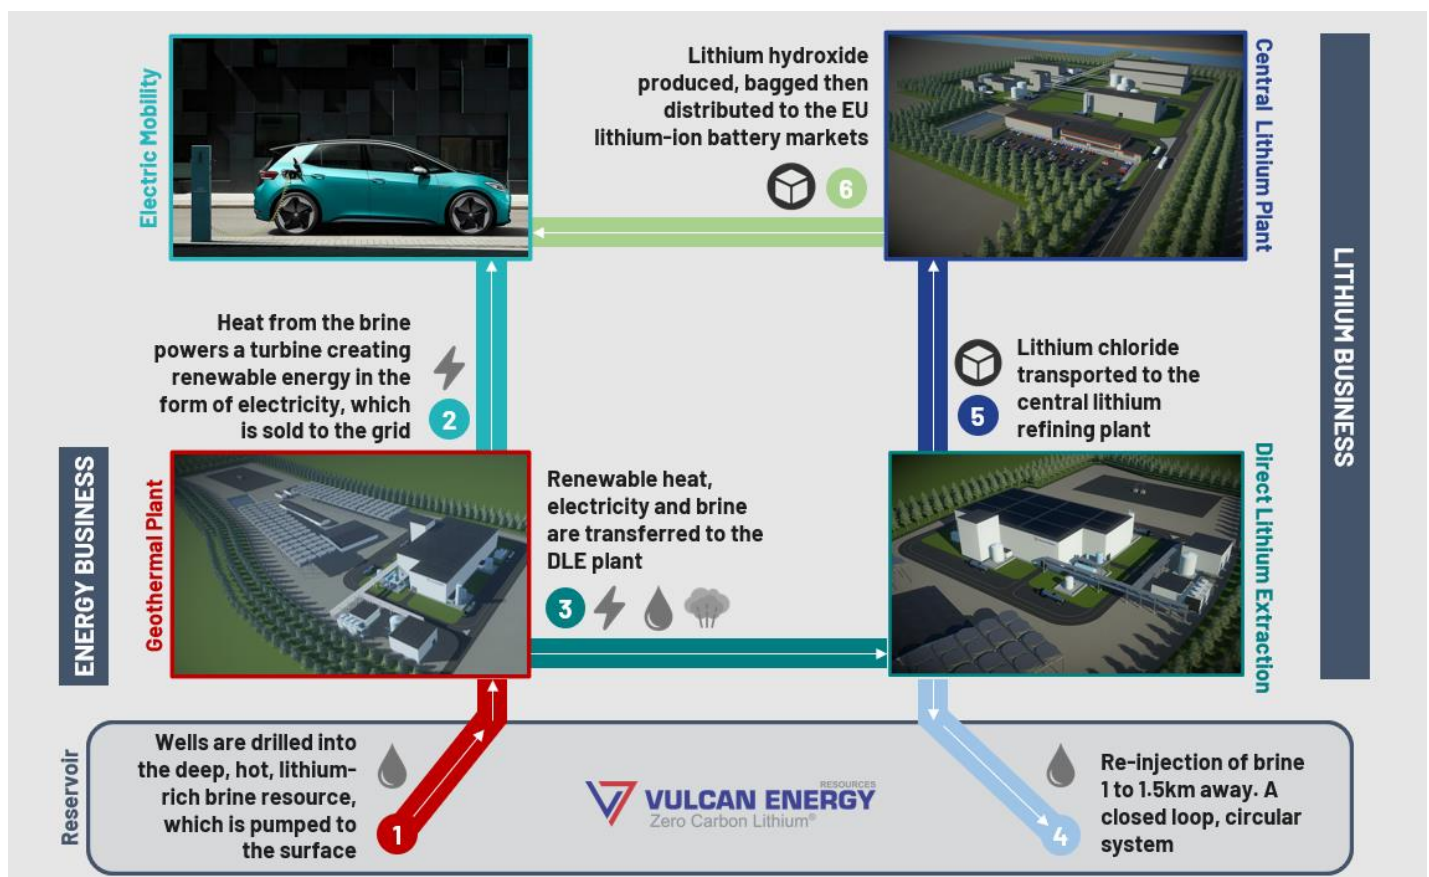 Electric Mobility
Lithium hydroxide
produced, bagged then
distributed to the EU
lithium-ion battery markets
6
Central Lithium Plant
LITHIUM BUSINESS
Heat from the brine
powers a turbine creating
renewable energy in the
form of electricity, which
is sold to the grid
2
Lithium chloride
transported to the
central lithium
refining plant
5
ENERGY BUSINESS
Geothermal Plant
Renewable heat,
electricity and brine
are transferred to the
DLE plant
3
Direct Lithium Extraction
Reservoir
Wells are drilled into
the deep, hot, lithium-
rich brine resource,
which is pumped to
the surface
1
RESOURCES
VULCAN ENERGY
Zero Carbon Lithium®
4
Re-injection of brine
1 to 1.5km away. A
closed loop, circular
system